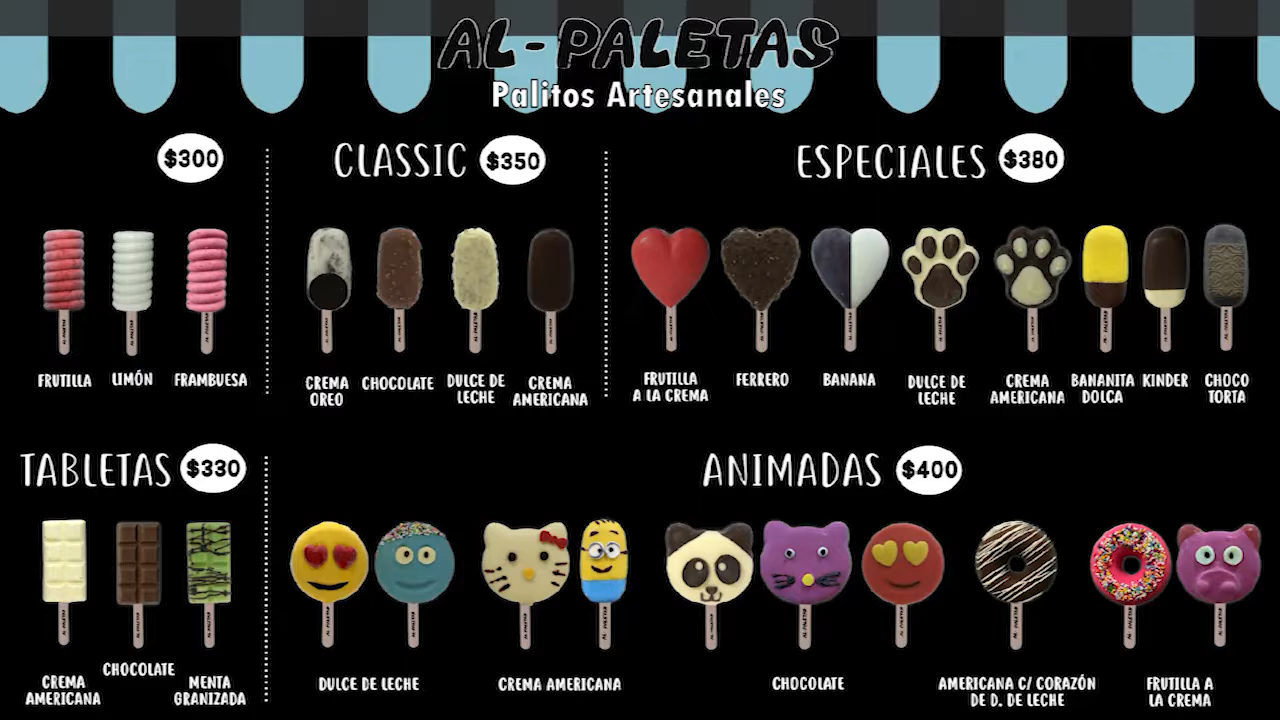 AL-PALETAS
Palitos Artesanales
$300
FRUTILLA
LIMÓN
FRAMBUESA
CLASSIC $350
CREMA
OREO
CHOCOLATE
DULCE DE
LECHE
CREMA
AMERICANA
ESPECIALES $380
FRUTILLA
A LA CREMA
FERRERO
BANANA
DULCE DE
LECHE
CREMA
AMERICANA
BANANITA
DOLCA
KINDER
CHOCO
TORTA
TABLETAS $330
CREMA
AMERICANA
CHOCOLATE
MENTA
GRANIZADA
ANIMADAS $400
DULCE DE LECHE
CREMA AMERICANA
CHOCOLATE
AMERICANA C/ CORAZÓN
DE D. DE LECHE
FRUTILLA A
LA CREMA